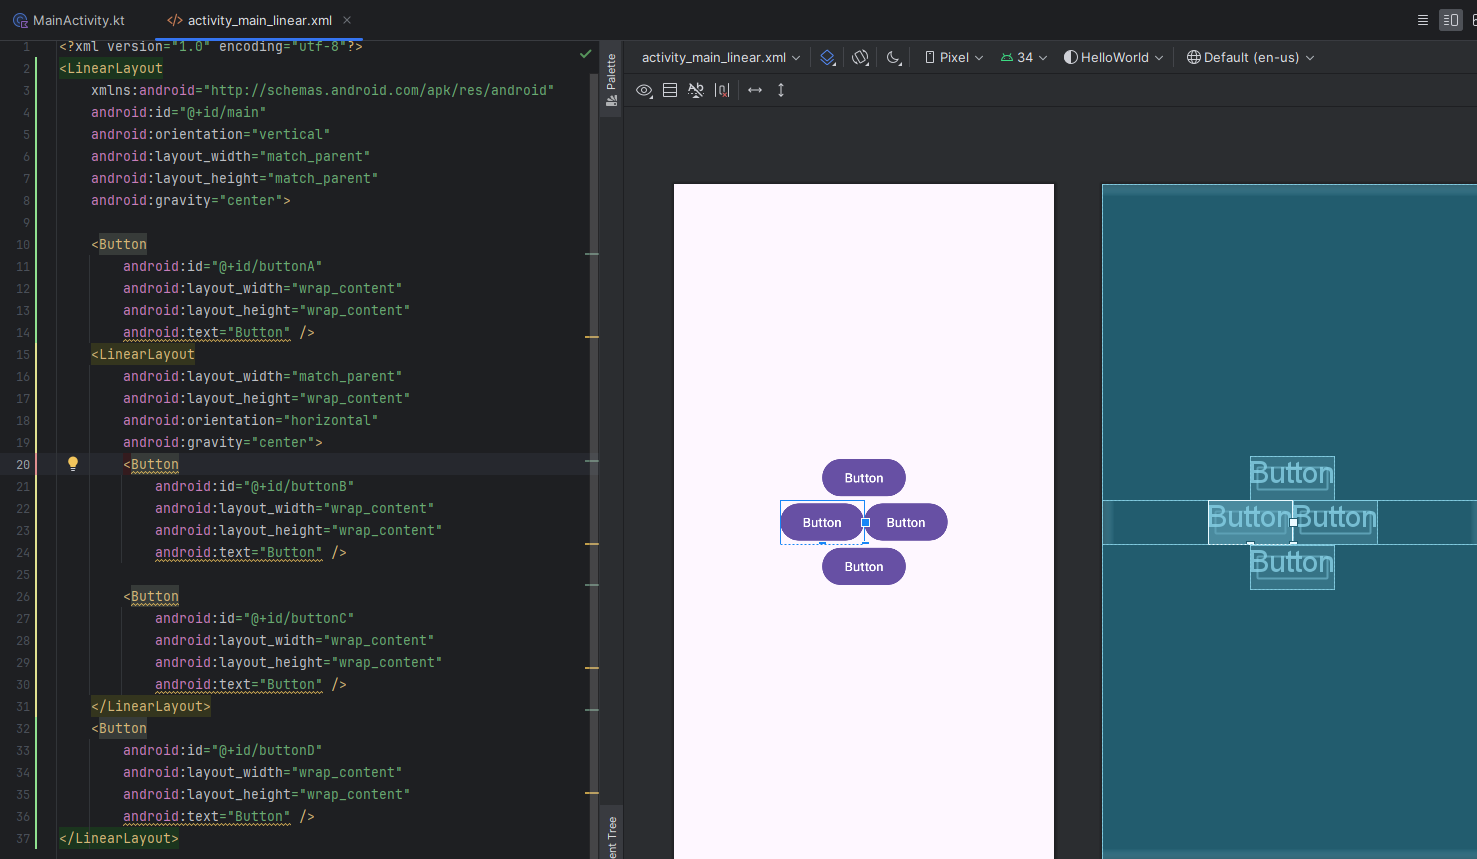 MainActivity.kt
activity_main_linear.xml
1 <?xml version="1.0" encoding="utf-8"?>
2 <LinearLayout
3 xmlns:android="http://schemas.android.com/apk/res/android"
4 android:id="@+id/main"
5 android:orientation="vertical"
6 android:layout_width="match_parent"
7 android:layout_height="match_parent"
8 android:gravity="center">
9
10 <Button
11 android:id="@+id/buttonA"
12 android:layout_width="wrap_content"
13 android:layout_height="wrap_content"
14 android:text="Button" />
15 <LinearLayout
16 android:layout_width="match_parent"
17 android:layout_height="wrap_content"
18 android:orientation="horizontal"
19 android:gravity="center">
20 <Button
21 android:id="@+id/buttonB"
22 android:layout_width="wrap_content"
23 android:layout_height="wrap_content"
24 android:text="Button" />
25
26 <Button
27 android:id="@+id/buttonC"
28 android:layout_width="wrap_content"
29 android:layout_height="wrap_content"
30 android:text="Button" />
31 </LinearLayout>
32 <Button
33 android:id="@+id/buttonD"
34 android:layout_width="wrap_content"
35 android:layout_height="wrap_content"
36 android:text="Button" />
37 </LinearLayout>
Palette
ent Tree
activity_main_linear.xml
Pixel
34
HelloWorld
Default (en-us)
Button
Button Button
Button
Button
Button Button
Button